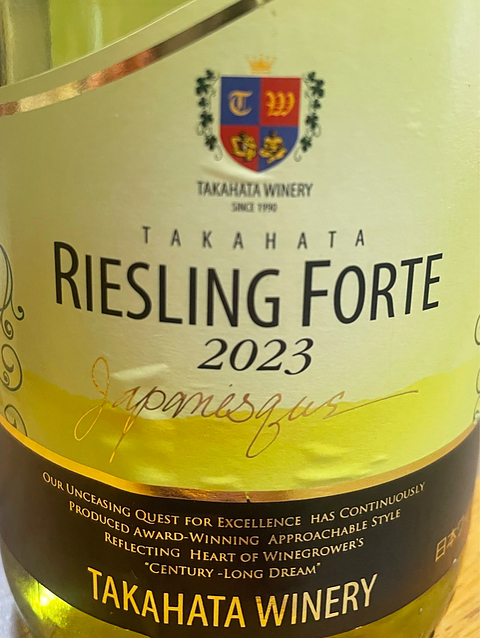 T W
TAKAHATA WINERY
SINCE 1990
TAKAHATA
RIESLING FORTE
2023
Japanesque
OUR UNCEASING QUEST FOR EXCELLENCE HAS CONTINUOUSLY
PRODUCED AWARD-WINNING APPROACHABLE STYLE
REFLECTING HEART OF WINEGROWER'S
"CENTURY -LONG DREAM"
TAKAHATA WINERY
日本